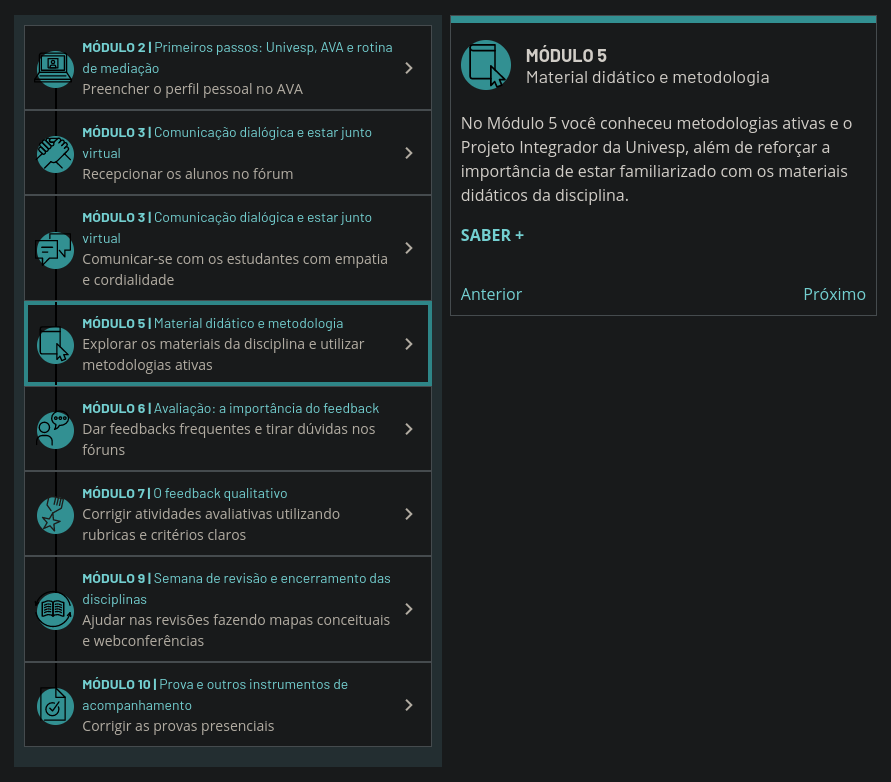 MÓDULO 2 | Primeiros passos: Univesp, AVA e rotina
de mediação
Preencher o perfil pessoal no AVA
MÓDULO 3 | Comunicação dialógica e estar junto
virtual
Recepcionar os alunos no fórum
MÓDULO 3 | Comunicação dialógica e estar junto
virtual
Comunicar-se com os estudantes com empatia
e cordialidade
MÓDULO 5 | Material didático e metodologia
Explorar os materiais da disciplina e utilizar
metodologias ativas
MÓDULO 6 | Avaliação: a importância do feedback
Dar feedbacks frequentes e tirar dúvidas nos
fóruns
MÓDULO 7 | O feedback qualitativo
Corrigir atividades avaliativas utilizando
rubricas e critérios claros
MÓDULO 9 | Semana de revisão e encerramento das
disciplinas
Ajudar nas revisões fazendo mapas conceituais
e webconferências
MÓDULO 10 | Prova e outros instrumentos de
acompanhamento
Corrigir as provas presenciais
MÓDULO 5
Material didático e metodologia
No Módulo 5 você conheceu metodologias ativas e o
Projeto Integrador da Univesp, além de reforçar a
importância de estar familiarizado com os materiais
didáticos da disciplina.
SABER +
Anterior
Próximo